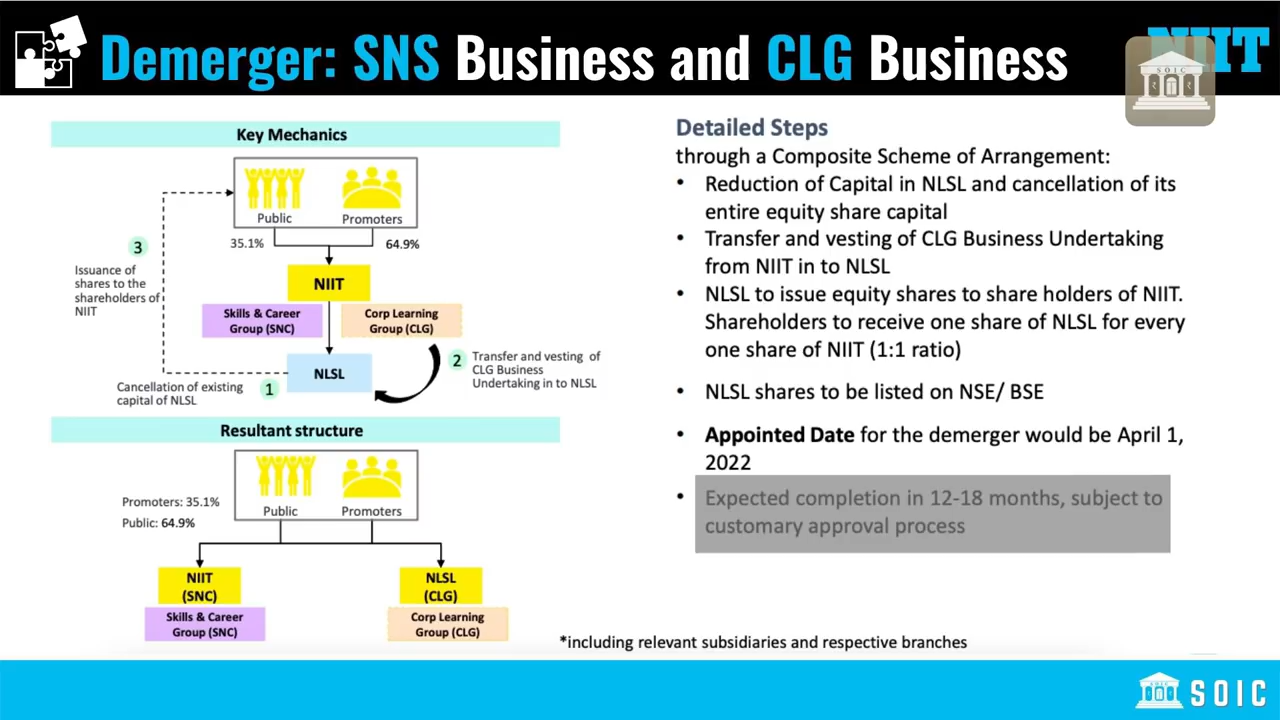 Demerger: SNS Business and CLG Business
NIIT
SOIC
Key Mechanics
Public
Promoters
35.1%
64.9%
3
Issuance of
shares to the
shareholders of
NIIT
NIIT
Skills & Career
Group (SNC)
Corp Learning
Group (CLG)
2
Transfer and vesting of
CLG Business
Undertaking in to NLSL
NLSL
1
Cancellation of existing
capital of NLSL
Resultant structure
Public
Promoters
Promoters: 35.1%
Public: 64.9%
NIIT
(SNC)
Skills & Career
Group (SNC)
NLSL
(CLG)
Corp Learning
Group (CLG)
Detailed Steps
through a Composite Scheme of Arrangement:
• Reduction of Capital in NLSL and cancellation of its
entire equity share capital
• Transfer and vesting of CLG Business Undertaking
from NIIT in to NLSL
• NLSL to issue equity shares to share holders of NIIT.
Shareholders to receive one share of NLSL for every
one share of NIIT (1:1 ratio)
• NLSL shares to be listed on NSE/ BSE
• Appointed Date for the demerger would be April 1,
2022
• Expected completion in 12-18 months, subject to
customary approval process
*including relevant subsidiaries and respective branches
SOIC